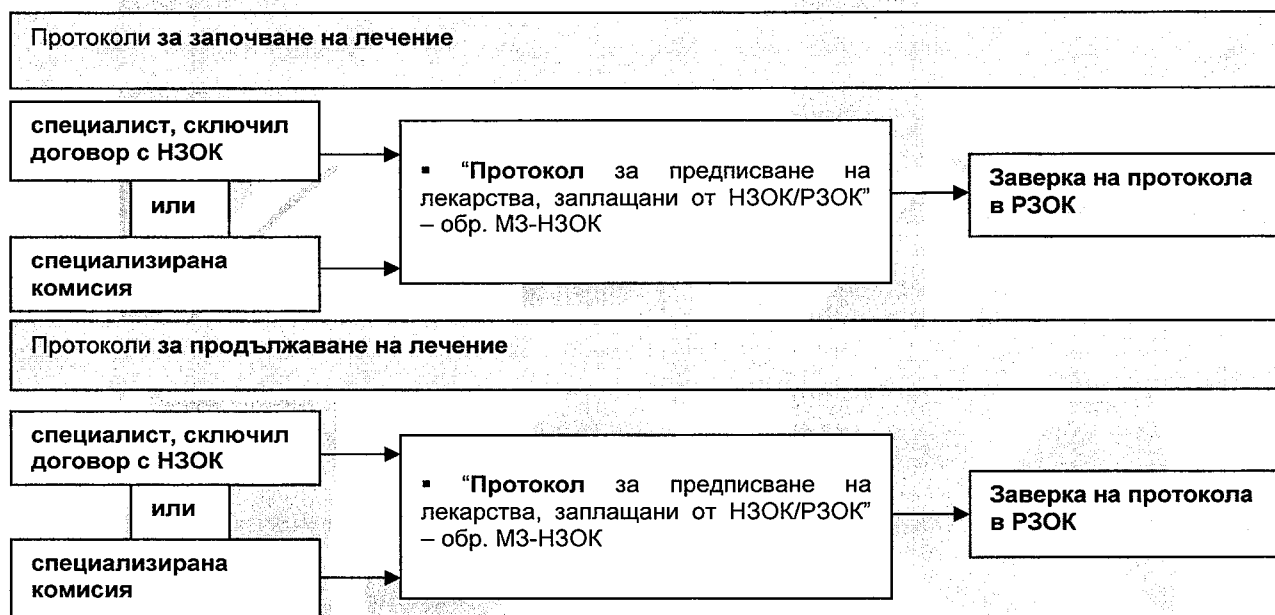 Протоколи за започване на лечение
специалист, сключил
договор с НЗОК
или
специализирана
комисия
▪ “Протокол за предписване на
лекарства, заплащани от НЗОК/РЗОК”
– обр. МЗ-НЗОК
Заверка на протокола
в РЗОК
Протоколи за продължаване на лечение
специалист, сключил
договор с НЗОК
или
специализирана
комисия
▪ “Протокол за предписване на
лекарства, заплащани от НЗОК/РЗОК”
– обр. МЗ-НЗОК
Заверка на протокола
в РЗОК